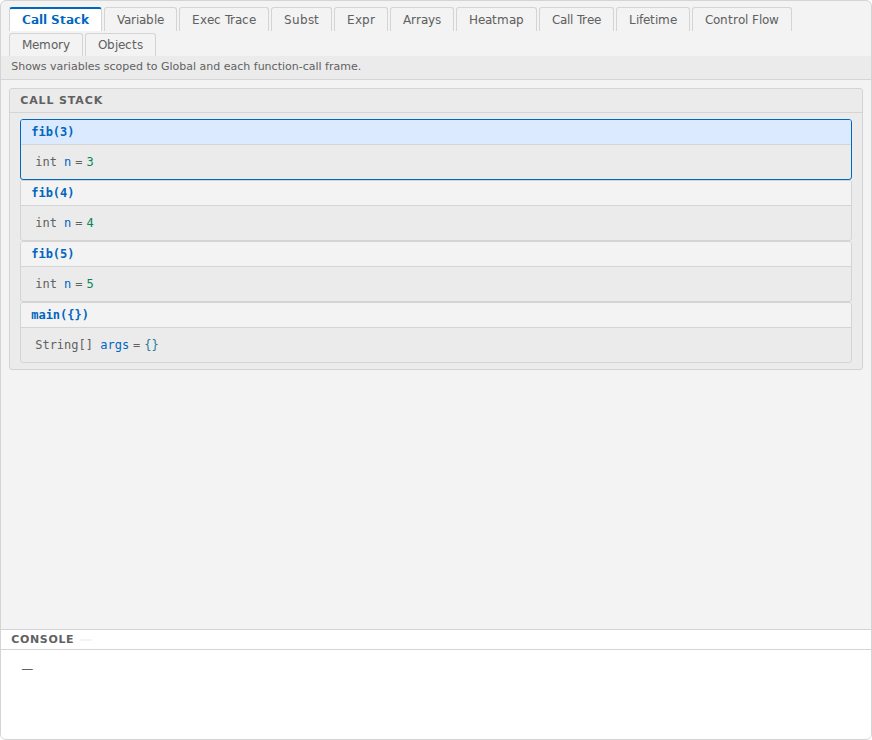 Call Stack Variable Exec Trace Subst Expr Arrays Heatmap Call Tree Lifetime Control Flow
Memory Objects
Shows variables scoped to Global and each function-call frame.
CALL STACK
fib(3)
int n = 3
fib(4)
int n = 4
fib(5)
int n = 5
main({})
String[] args = {}
CONSOLE —
—